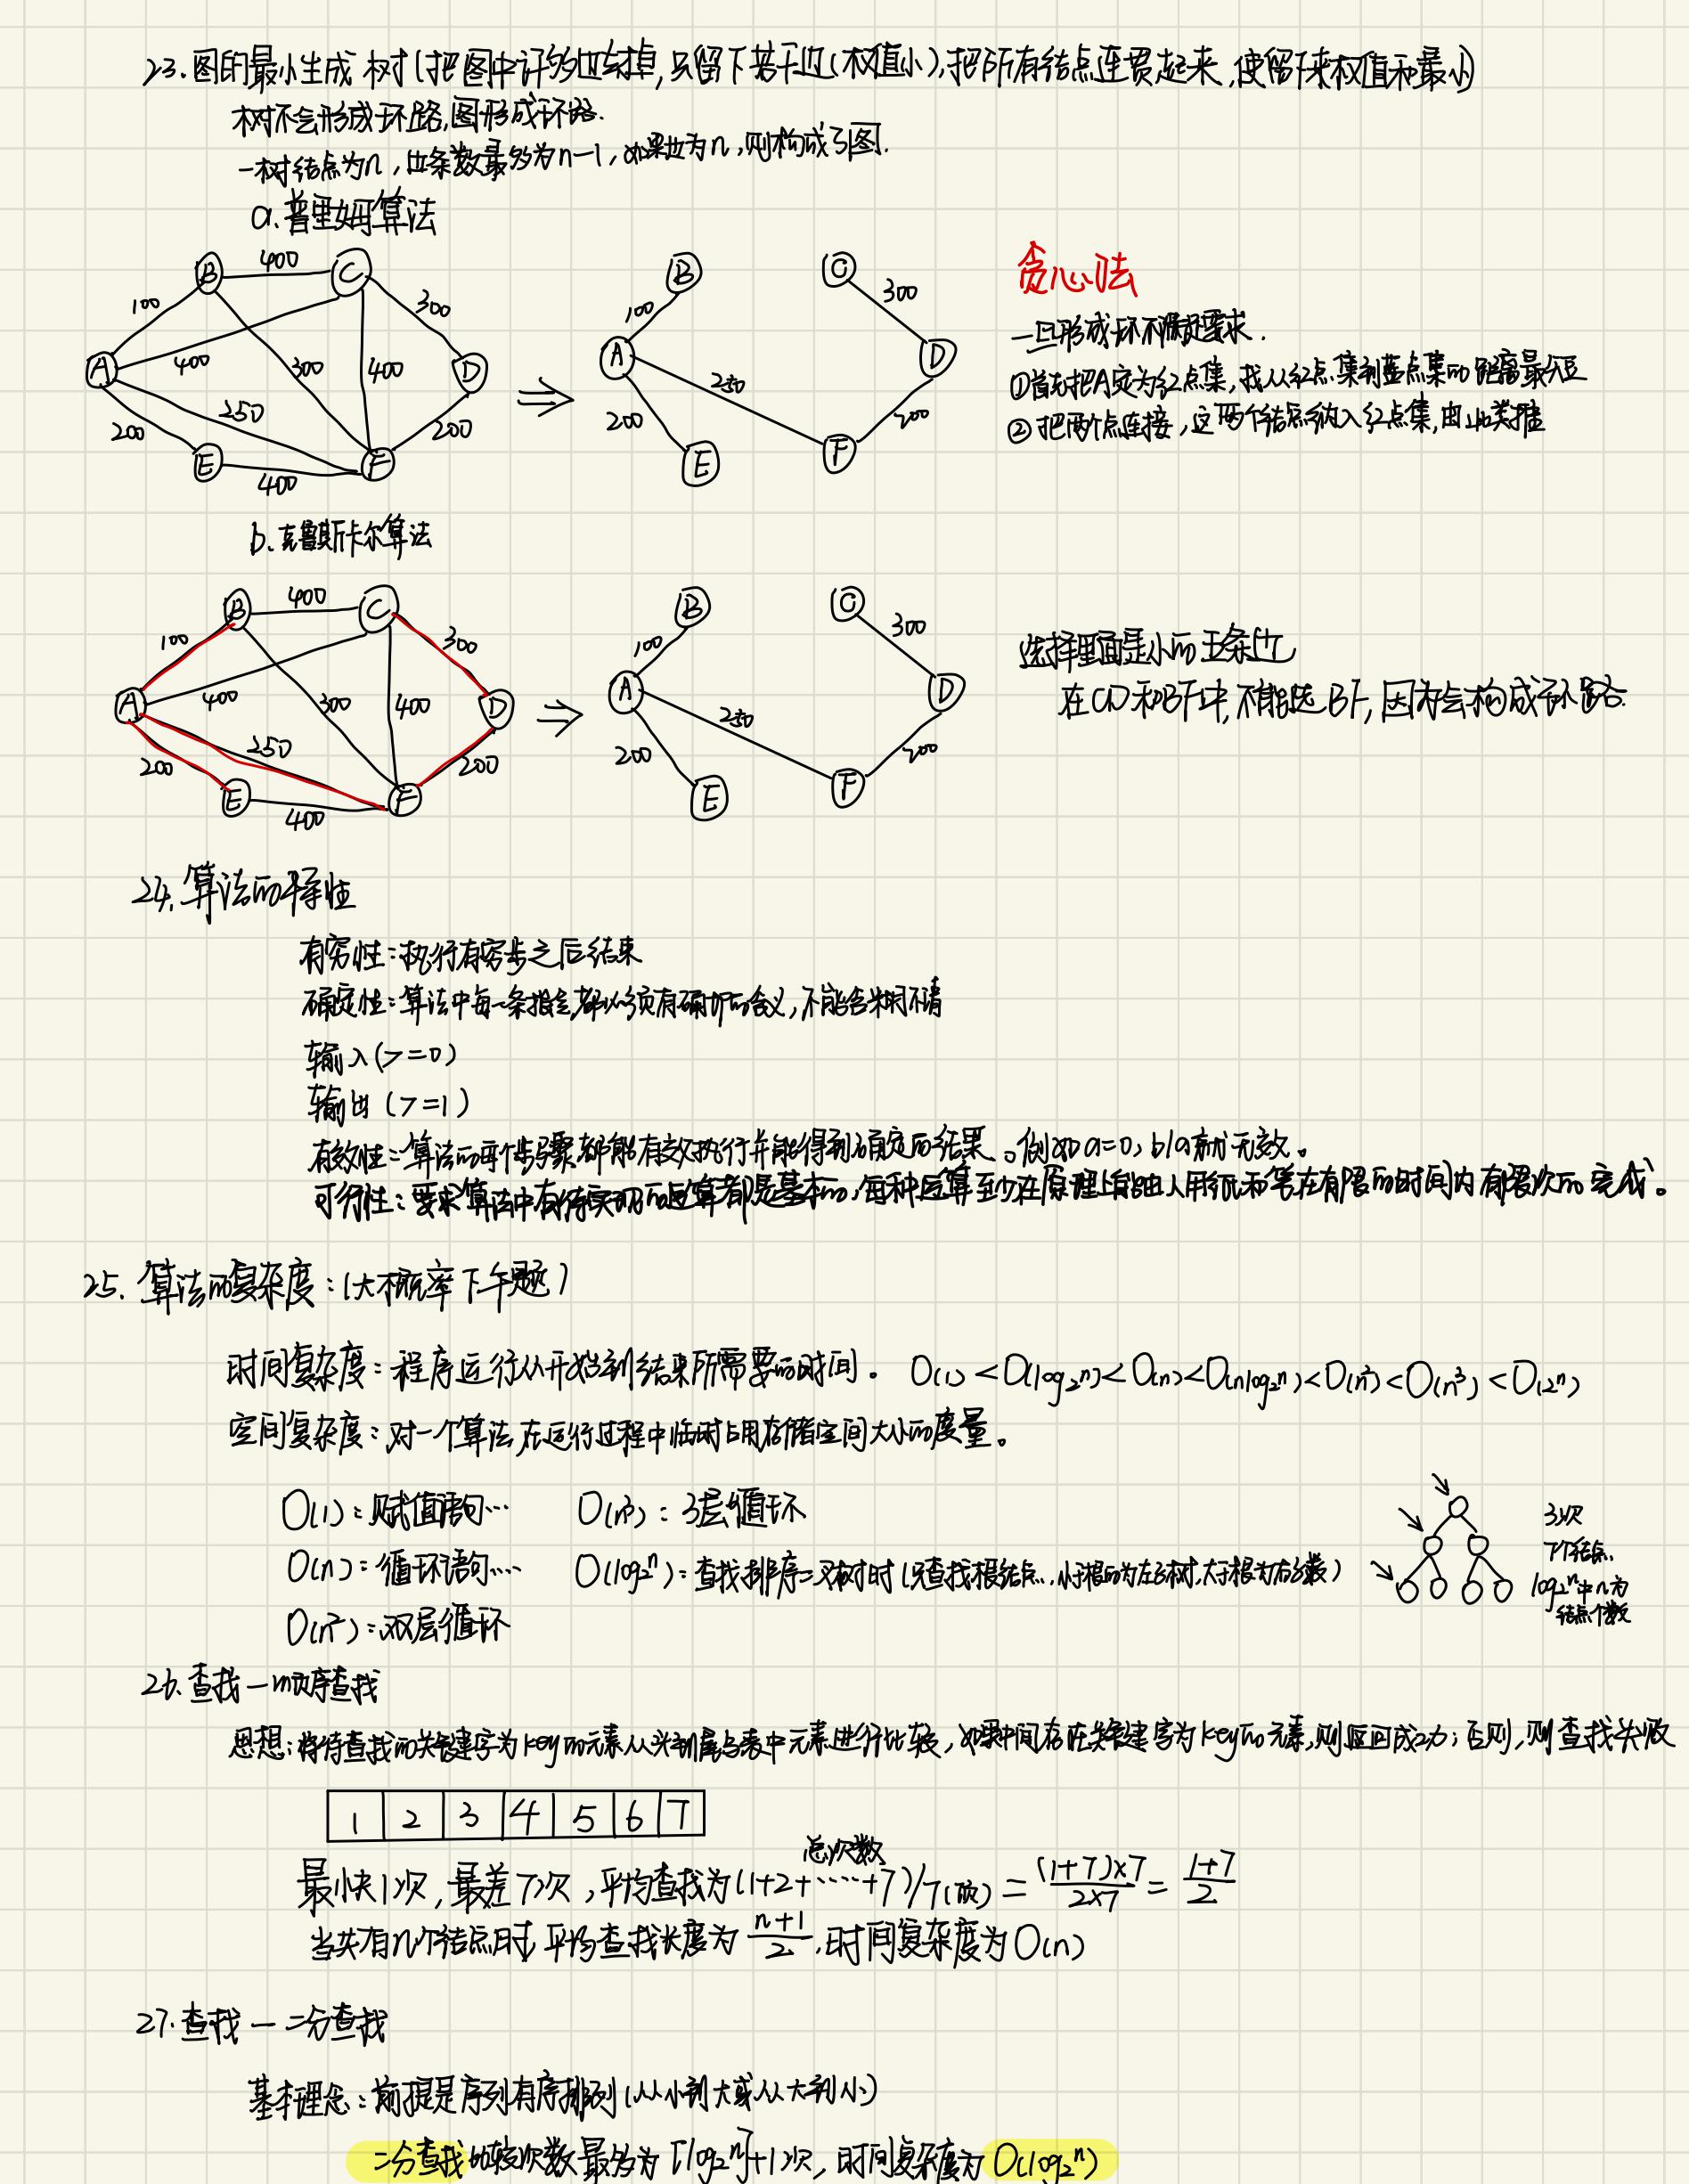 23.图的最小生成树(把图中许多边去掉,只留下若干边(权值小),把所有结点连贯起来,使留下来权值和最小)
树不会形成环路,图形成环路.
一树结点为n,边条数最多为n-1,如果边为n,则构成了图.
a.普里姆算法
B 400 C
100 400 300 400 300
A D
250 200 200
E 400 F
⇒
B C
100 300
A D
250
200 200
E F
贪心法
一旦形成环不满足要求.
①首先把A定为红点集,找从红点集到蓝点集的距离最短
②把两个点连接,这两个结点纳入红点集,由此类推
b.克鲁斯卡尔算法
B 400 C
100 400 300 400 300
A D
250 200 200
E 400 F
⇒
B C
100 300
A D
250
200 200
E F
选择里面最小的五条边
在CD和BF中,不能选BF,因为会构成环路.
24.算法的特性
有穷性:执行有穷步之后结束
确定性:算法中每一条指令都必须有确切的含义,不能含糊不清
输入(>=0)
输出(>=1)
有效性:算法的每个步骤都能有效执行并能得到确定的结果。例如a=0,b/a就无效。
可行性:要求算法中有待实现的运算都是基本的,每种运算至少在原理上能由人用纸和笔在有限的时间内有限次的完成。
25.算法的复杂度:(大概率下午题)
时间复杂度:程序运行从开始到结束所需要的时间。 O(1)<O(log₂ⁿ)<O(n)<O(nlog₂ⁿ)<O(n²)<O(n³)<O(2ⁿ)
空间复杂度:对一个算法在运行过程中临时占用存储空间大小的度量。
O(1):赋值语句… O(n³):3层循环
O(n):循环语句… O(log₂ⁿ):查找排序二叉树时(只查找根结点,小于根的为左子树,大于根为右子数)
O(n²):双层循环
3次
7个结点
log₂ⁿ中n为
结点个数
26.查找一顺序查找
思想:将待查找的关键字为key的元素从头到尾与表中元素进行比较,如果中间存在关键字为key的元素,则返回成功;否则,则查找失败
1 2 3 4 5 6 7
总次数
最快1次,最差7次,平均查找为(1+2+……+7)/7(项)=(1+7)×7/2×7=1+7/2
当共有n个结点时,平均查找长度为n+1/2,时间复杂度为O(n)
27.查找一二分查找
基本理念:前提是序列有序排列(从小到大或从大到小)
二分查找比较次数最多为⌈log₂ⁿ⌋+1次,时间复杂度为O(log₂ⁿ)